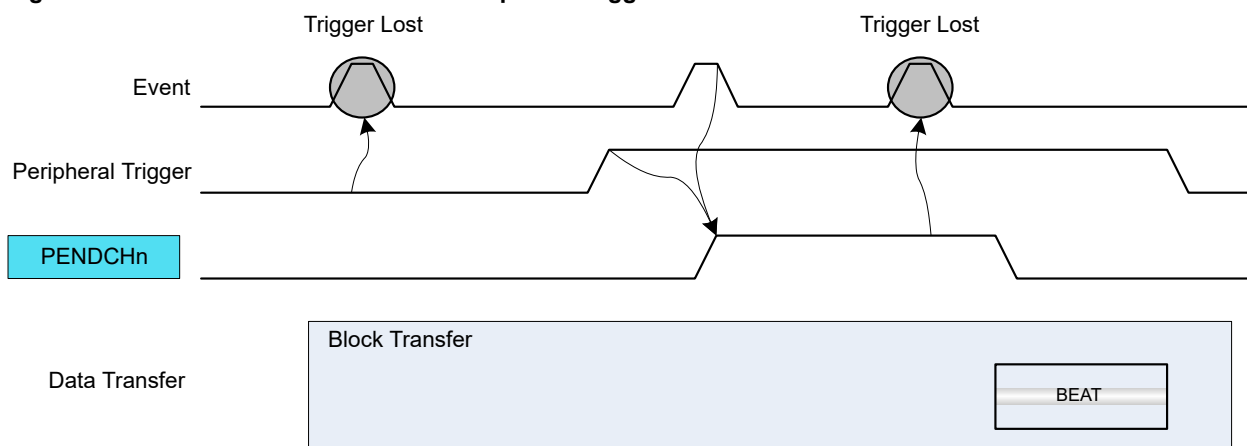 Trigger Lost
Trigger Lost
Event
Peripheral Trigger
PENDCHn
Block Transfer
Data Transfer
BEAT